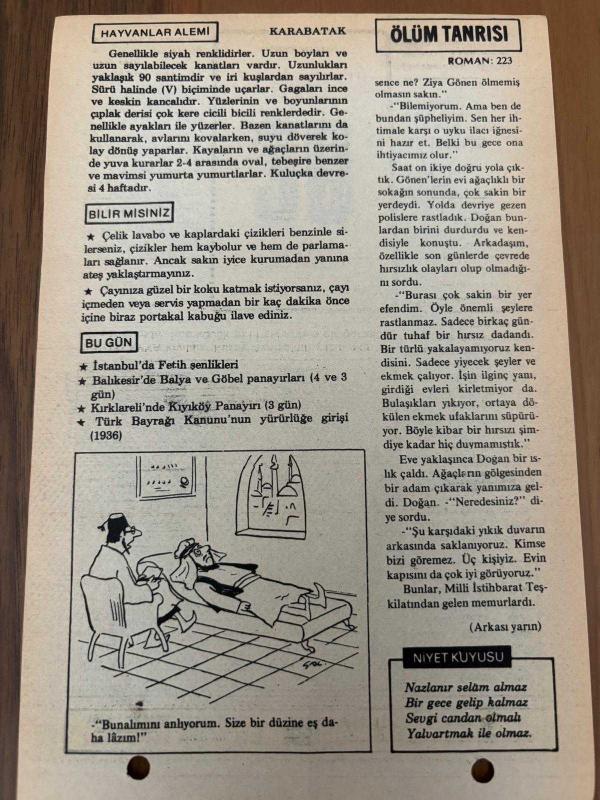 HAYVANLAR ALEMİ
KARABATAK
Genellikle siyah renklidirler. Uzun boyları ve
uzun sayılabilecek kanatları vardır. Uzunlukları
yaklaşık 90 santimdir ve iri kuşlardan sayılırlar.
Sürü halinde (V) biçiminde uçarlar. Gagaları ince
ve keskin kancalıdır. Yüzlerinin ve boyunlarının
çıplak derisi çok kere cicili bicili renklerdedir. Ge-
nellikle ayakları ile yüzerler. Bazen kanatlarını da
kullanarak, avlarını kovalarken, suyu döverek ko-
lay dönüş yaparlar. Kayaların ve ağaçların üzerin-
de yuva kurarlar 2-4 arasında oval, tebeşire benzer
ve mavimsi yumurta yumurtlarlar. Kuluçka devre-
si 4 haftadır.
BİLİR MİSİNİZ
★ Çelik lavabo ve kaplardaki çizikleri benzinle si-
lerseniz, çizikler hem kaybolur ve hem de parlama-
ları sağlanır. Ancak sakın iyice kurumadan yanına
ateş yaklaştırmayınız.
★ Çayınıza güzel bir koku katmak istiyorsanız, çayı
içmeden veya servis yapmadan bir kaç dakika önce
içine biraz portakal kabuğu ilave ediniz.
BU GÜN
★ İstanbul'da Fetih şenlikleri
★ Balıkesir'de Balya ve Göbel panayırları (4 ve 3
gün)
★ Kırklareli'nde Kıyıköy Panayırı (3 gün)
★ Türk Bayrağı Kanunu'nun yürürlüğe girişi
(1936)
-"Bunalımını anlıyorum. Size bir düzine eş da-
ha lâzım!"
ÖLÜM TANRISI
ROMAN: 223
sence ne? Ziya Gönen ölmemiş
olmasın sakın."
-"Bilemiyorum. Ama ben de
bundan şüpheliyim. Sen her ih-
timale karşı o uyku ilacı iğnesi-
ni hazır et. Belki bu gece ona
ihtiyacımız olur."
Saat on ikiye doğru yola çık-
tık. Gönen'lerin evi ağaçlıklı bir
sokağın sonunda, çok sakin bir
yerdeydi. Yolda devriye gezen
polislere rastladık. Doğan bun-
lardan birini durdurdu ve ken-
disiyle konuştu. Arkadaşım,
özellikle son günlerde çevrede
hırsızlık olayları olup olmadığı-
nı sordu.
-"Burası çok sakin bir yer
efendim. Öyle önemli şeylere
rastlanmaz. Sadece birkaç gün-
dür tuhaf bir hırsız dadandı.
Bir türlü yakalayamıyoruz ken-
disini. Sadece yiyecek şeyler ve
ekmek çalıyor. İşin ilginç yanı,
girdiği evleri kirletmiyor da.
Bulaşıkları yıkıyor, ortaya dö-
külen ekmek ufaklarını süpürü-
yor. Böyle kibar bir hırsızı şim-
diye kadar hiç duymamıştık."
Eve yaklaşınca Doğan bir ıs-
lık çaldı. Ağaçların gölgesinden
bir adam çıkarak yanımıza gel-
di. Doğan. -"Neredesiniz?" di-
ye sordu.
-"Şu karşıdaki yıkık duvarın
arkasında saklanıyoruz. Kimse
bizi göremez. Üç kişiyiz. Evin
kapısını da çok iyi görüyoruz."
Bunlar, Milli İstihbarat Teş-
kilatından gelen memurlardı.
(Arkası yarın)
NİYET KUYUSU
Nazlanır selâm almaz
Bir gece gelip kalmaz
Sevgi candan olmalı
Yalvartmak ile olmaz.